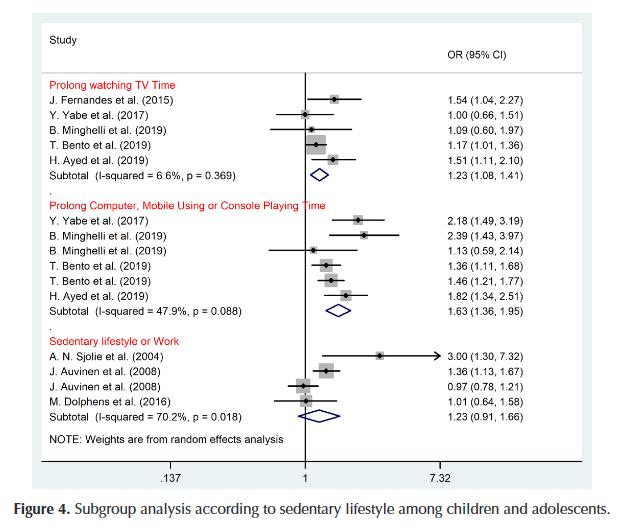 Study
OR (95% CI)
Prolong watching TV Time
J. Fernandes et al. (2015) 1.54 (1.04, 2.27)
Y. Yabe et al. (2017) 1.00 (0.66, 1.51)
B. Minghelli et al. (2019) 1.09 (0.60, 1.97)
T. Bento et al. (2019) 1.17 (1.01, 1.36)
H. Ayed et al. (2019) 1.51 (1.11, 2.10)
Subtotal (I-squared = 6.6%, p = 0.369) 1.23 (1.08, 1.41)
.
Prolong Computer, Mobile Using or Console Playing Time
Y. Yabe et al. (2017) 2.18 (1.49, 3.19)
B. Minghelli et al. (2019) 2.39 (1.43, 3.97)
B. Minghelli et al. (2019) 1.13 (0.59, 2.14)
T. Bento et al. (2019) 1.36 (1.11, 1.68)
T. Bento et al. (2019) 1.46 (1.21, 1.77)
H. Ayed et al. (2019) 1.82 (1.34, 2.51)
Subtotal (I-squared = 47.9%, p = 0.088) 1.63 (1.36, 1.95)
.
Sedentary lifestyle or Work
A. N. Sjolie et al. (2004) 3.00 (1.30, 7.32)
J. Auvinen et al. (2008) 1.36 (1.13, 1.67)
J. Auvinen et al. (2008) 0.97 (0.78, 1.21)
M. Dolphens et al. (2016) 1.01 (0.64, 1.58)
Subtotal (I-squared = 70.2%, p = 0.018) 1.23 (0.91, 1.66)
NOTE: Weights are from random effects analysis
.137 1 7.32
Figure 4. Subgroup analysis according to sedentary lifestyle among children and adolescents.